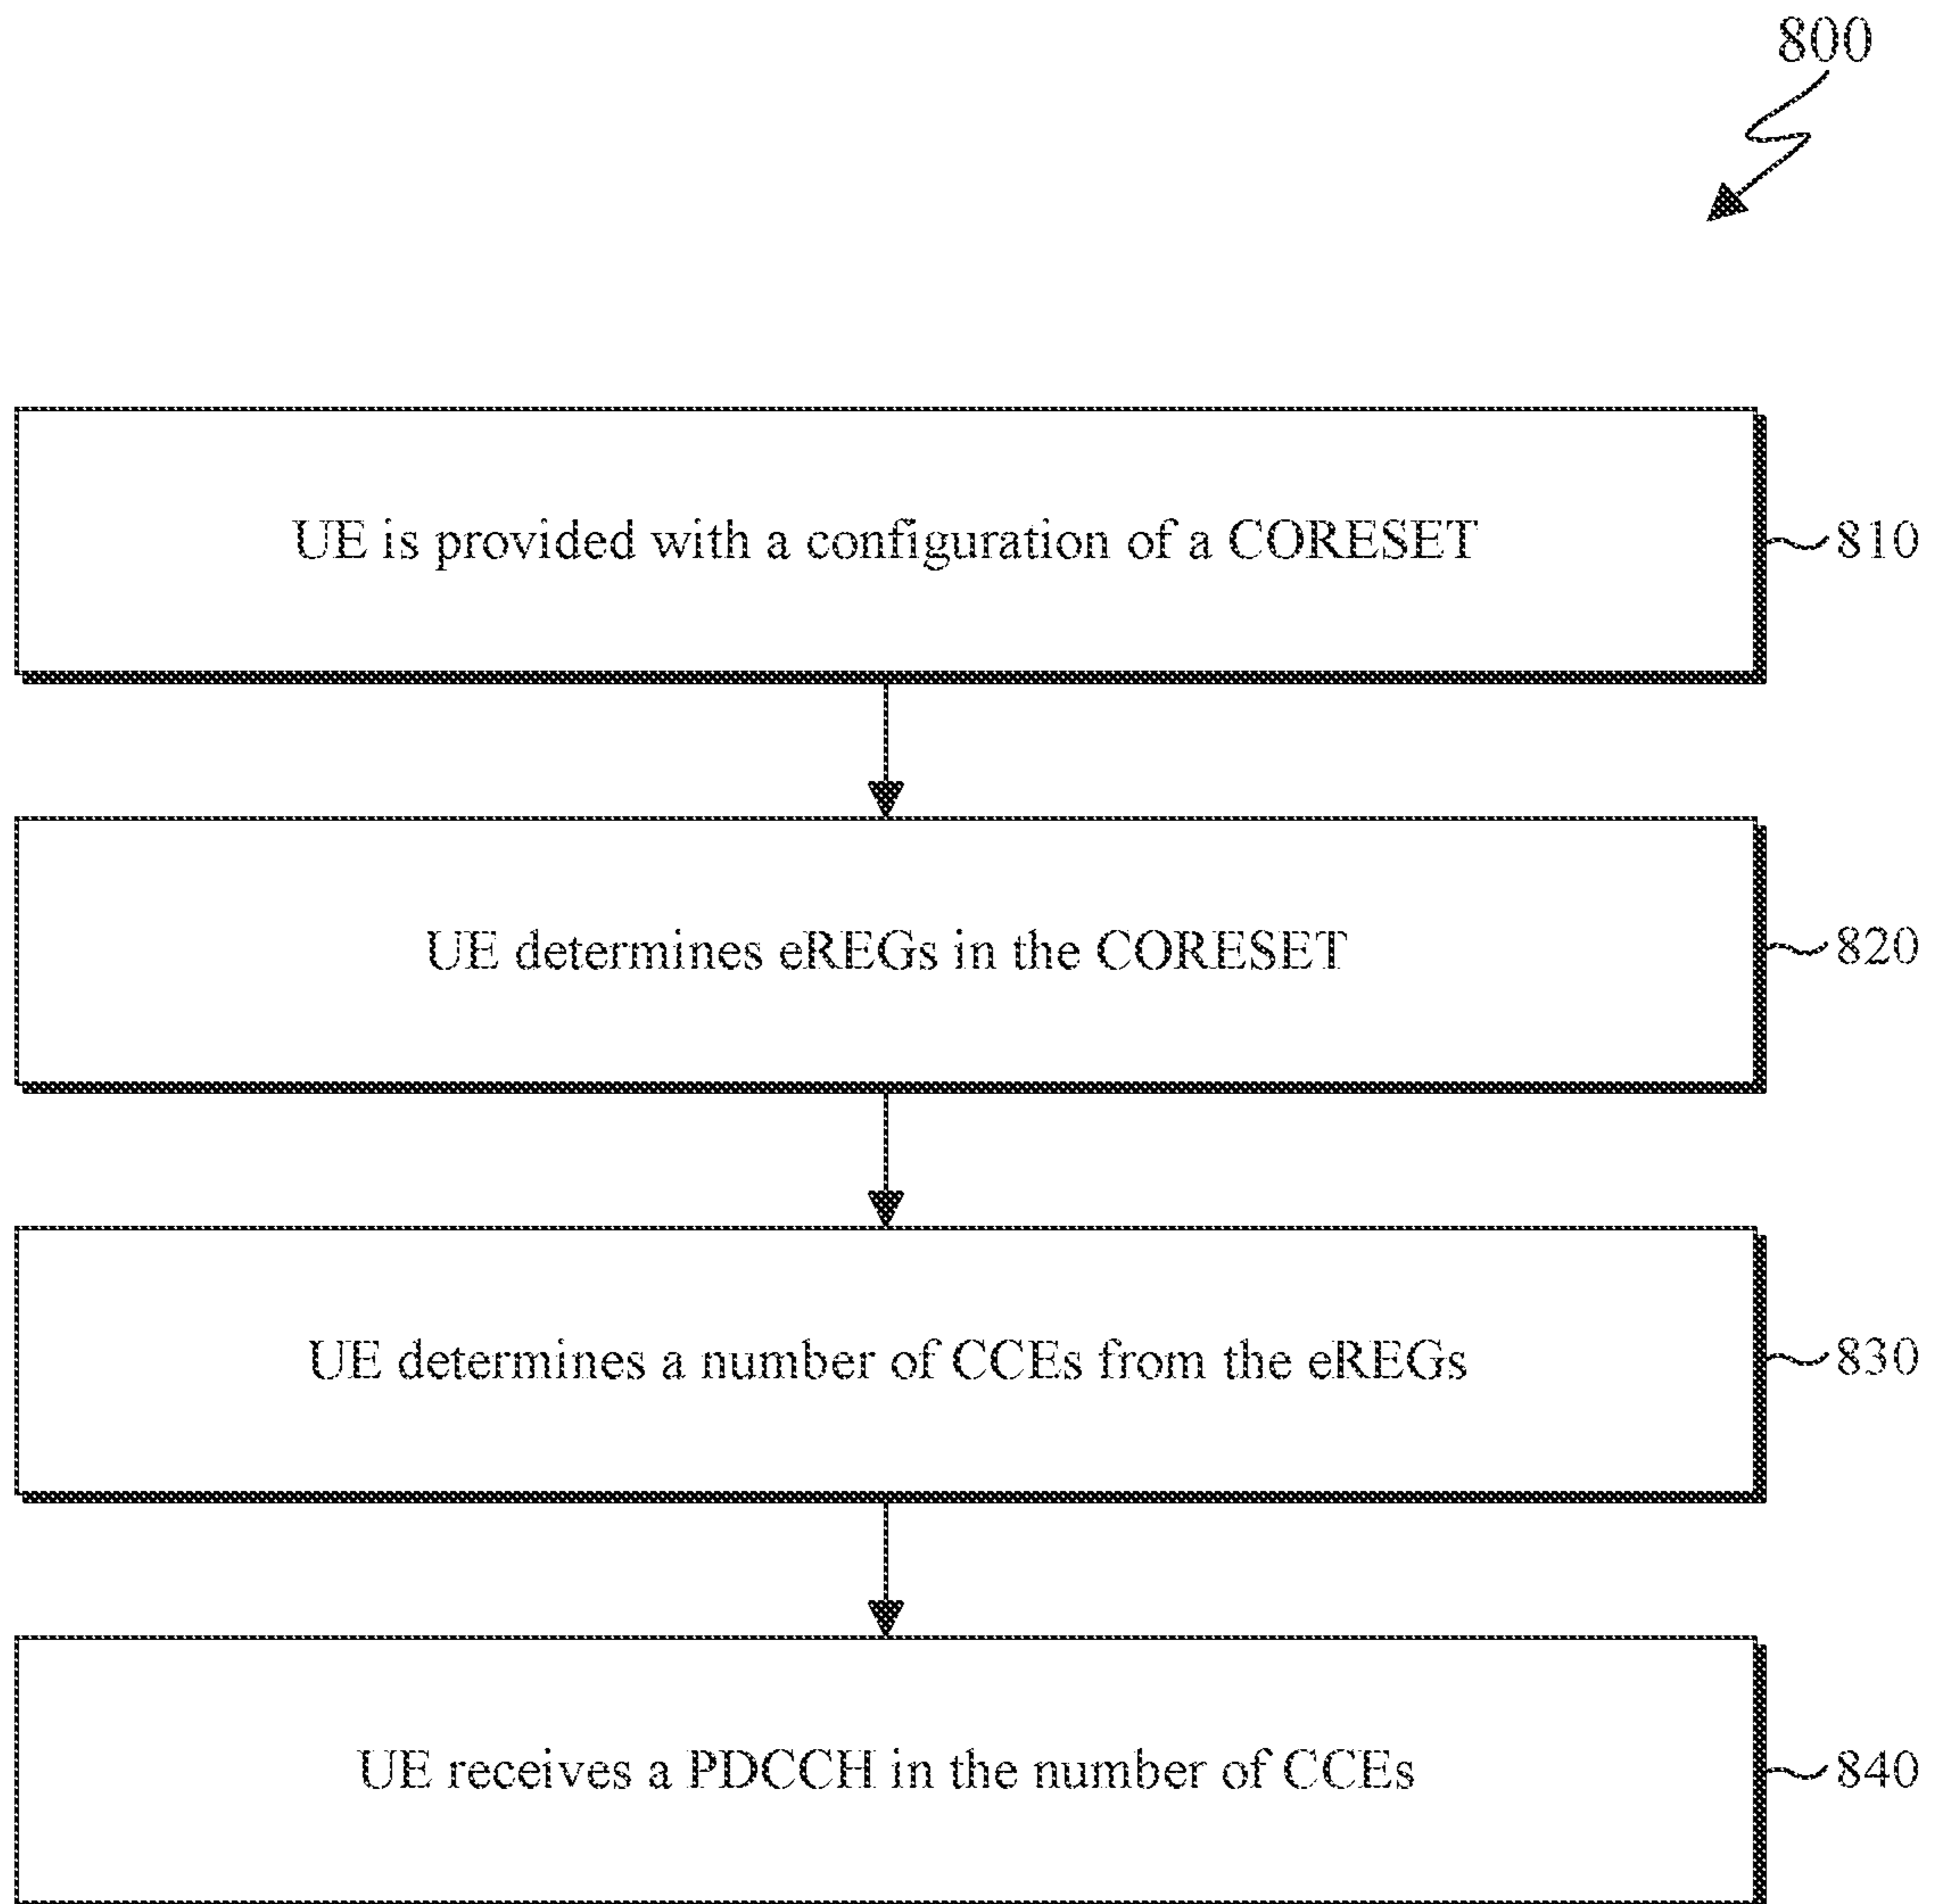 800
UE is provided with a configuration of a CORESET
810
UE determines eREGs in the CORESET
820
UE determines a number of CCEs from the eREGs
830
UE receives a PDCCH in the number of CCEs
840